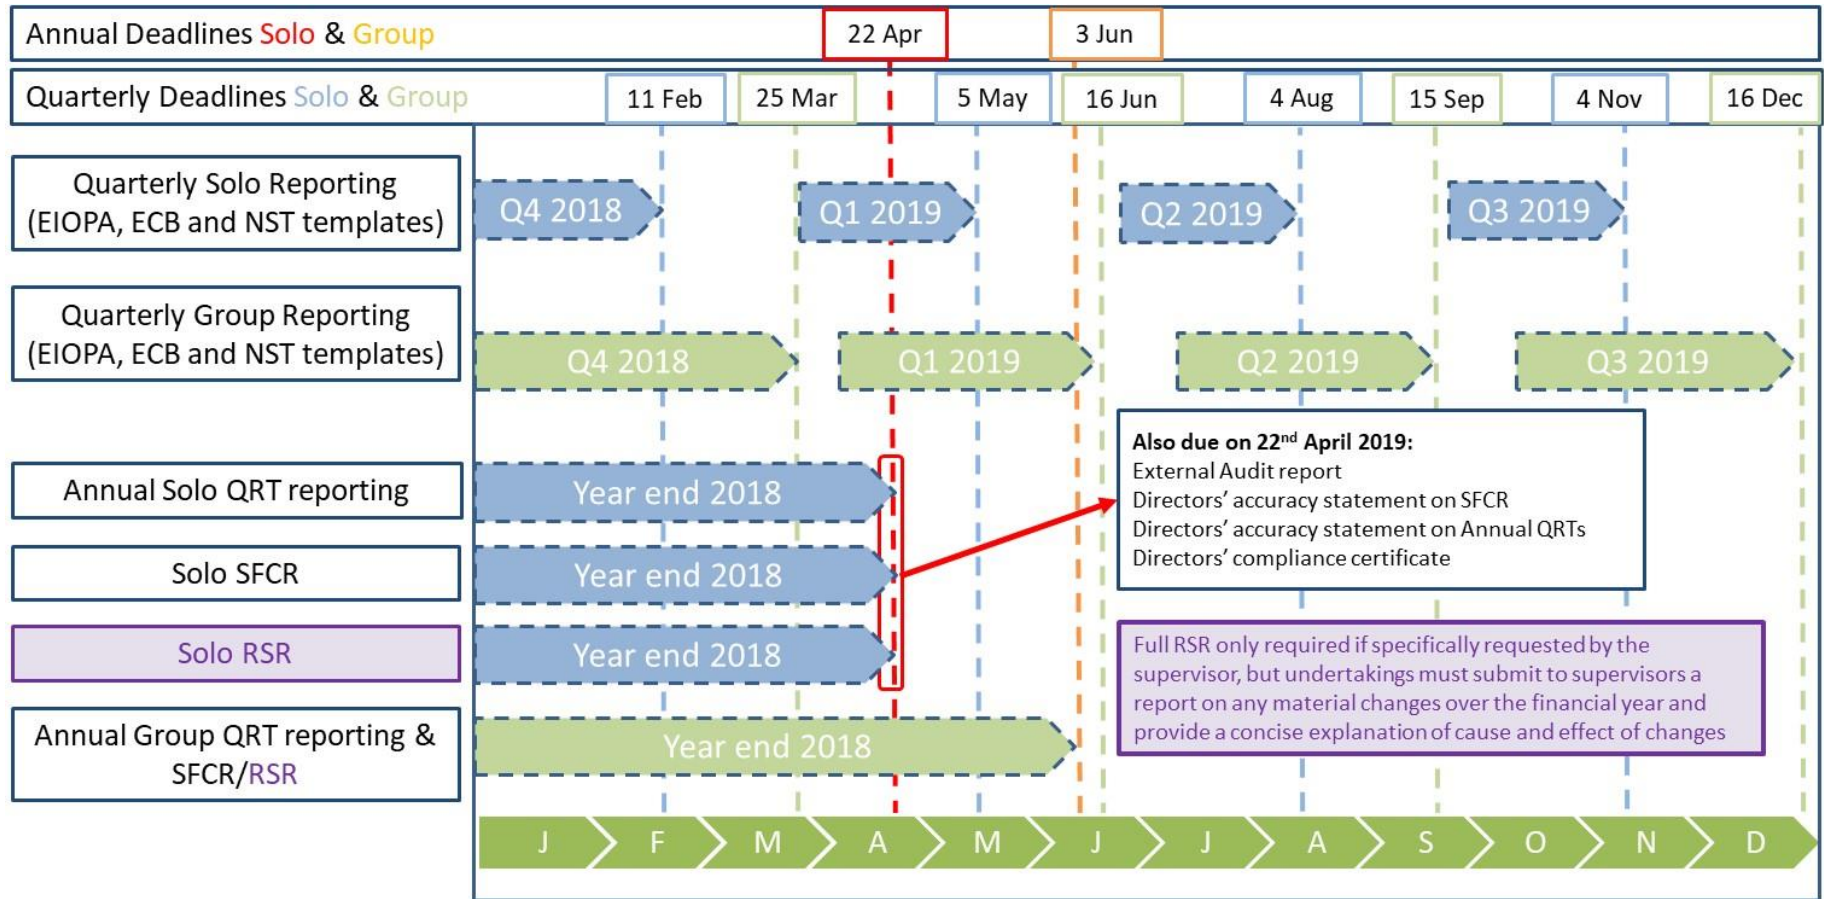 Annual Deadlines Solo & Group
22 Apr
3 Jun
Quarterly Deadlines Solo & Group
11 Feb
25 Mar
5 May
16 Jun
4 Aug
15 Sep
4 Nov
16 Dec
Quarterly Solo Reporting
(EIOPA, ECB and NST templates)
Q4 2018
Q1 2019
Q2 2019
Q3 2019
Quarterly Group Reporting
(EIOPA, ECB and NST templates)
Q4 2018
Q1 2019
Q2 2019
Q3 2019
Annual Solo QRT reporting
Year end 2018
Solo SFCR
Year end 2018
Solo RSR
Year end 2018
Annual Group QRT reporting &
SFCR/RSR
Year end 2018
Also due on 22nd April 2019:
External Audit report
Directors’ accuracy statement on SFCR
Directors’ accuracy statement on Annual QRTs
Directors’ compliance certificate
Full RSR only required if specifically requested by the
supervisor, but undertakings must submit to supervisors a
report on any material changes over the financial year and
provide a concise explanation of cause and effect of changes
J F M A M J J A S O N D